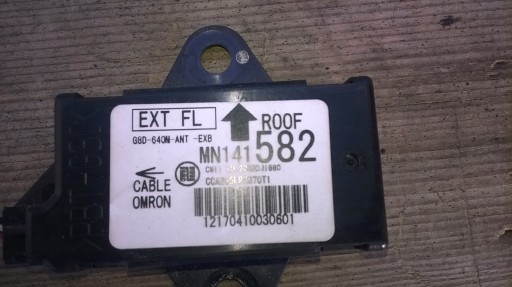 EXT FL
ROOF
G8D-640M-ANT -EXB
MN141582
CABLE
OMRON
12170410030601